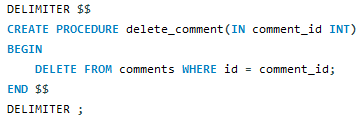 DELIMITER $$
CREATE PROCEDURE delete_comment(IN comment_id INT)
BEGIN
    DELETE FROM comments WHERE id = comment_id;
END $$
DELIMITER ;